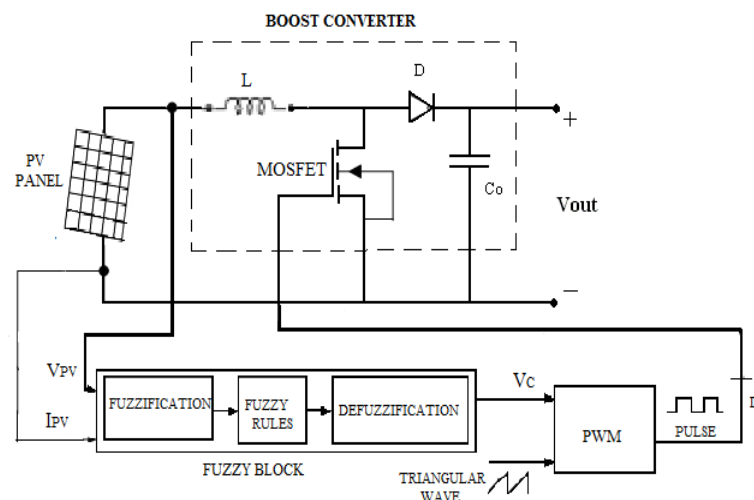 BOOST CONVERTER
L
D
PV
PANEL
MOSFET
Co
+
Vout
−
VPV
IPV
FUZZIFICATION
FUZZY
RULES
DEFUZZIFICATION
FUZZY BLOCK
VC
TRIANGULAR
WAVE
PWM
PULSE